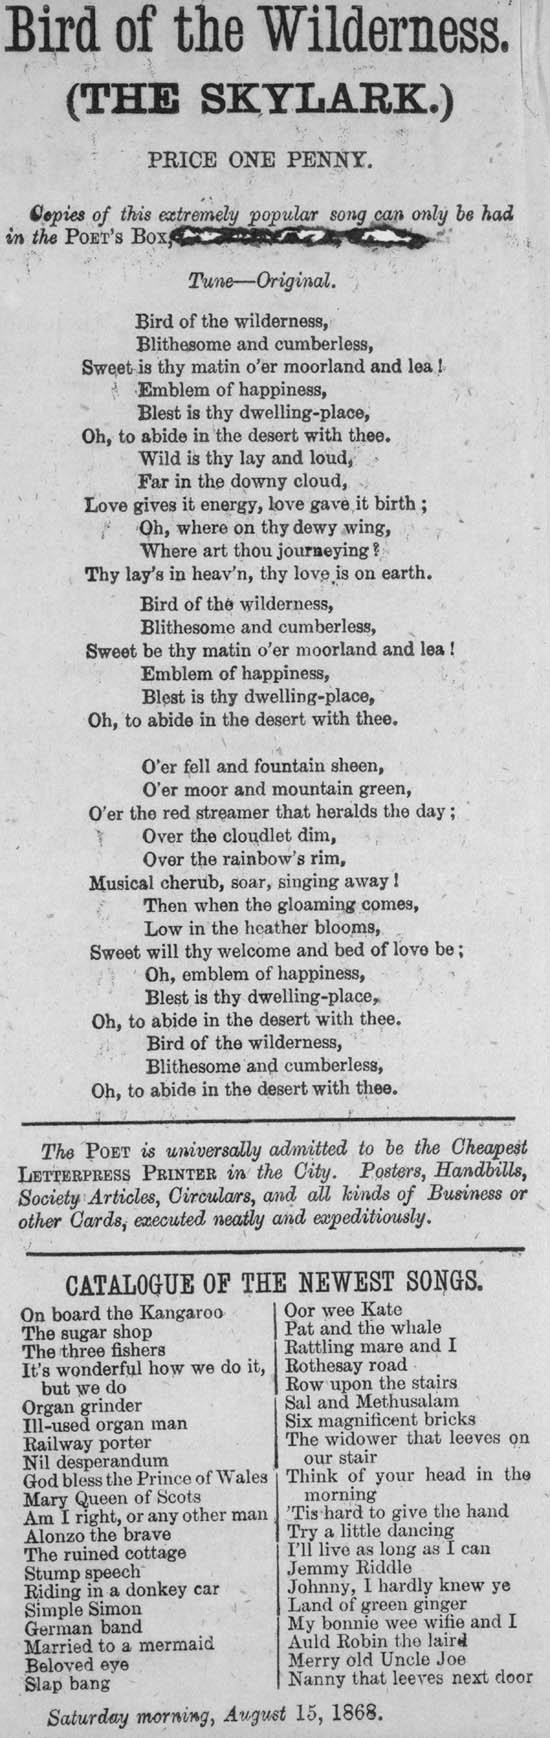 Bird of the Wilderness.
(THE SKYLARK.)
PRICE ONE PENNY.
Copies of this extremely popular song can only be had
in the POET'S BOX,
Tune—Original.
Bird of the wilderness,
Blithesome and cumberless,
Sweet is thy matin o'er moorland and lea!
Emblem of happiness,
Blest is thy dwelling-place,
Oh, to abide in the desert with thee.
Wild is thy lay and loud,
Far in the downy cloud,
Love gives it energy, love gave it birth;
Oh, where on thy dewy wing,
Where art thou journeying?
Thy lay's in heav'n, thy love is on earth.
Bird of the wilderness,
Blithesome and cumberless,
Sweet be thy matin o'er moorland and lea!
Emblem of happiness,
Blest is thy dwelling-place,
Oh, to abide in the desert with thee.
O'er fell and fountain sheen,
O'er moor and mountain green,
O'er the red streamer that heralds the day;
Over the cloudlet dim,
Over the rainbow's rim,
Musical cherub, soar, singing away!
Then when the gloaming comes,
Low in the heather blooms,
Sweet will thy welcome and bed of love be;
Oh, emblem of happiness,
Blest is thy dwelling-place,
Oh, to abide in the desert with thee.
Bird of the wilderness,
Blithesome and cumberless,
Oh, to abide in the desert with thee.
The POET is universally admitted to be the Cheapest
LETTERPRESS PRINTER in the City. Posters, Handbills,
Society Articles, Circulars, and all kinds of Business or
other Cards, executed neatly and expeditiously.
CATALOGUE OF THE NEWEST SONGS.
On board the Kangaroo
The sugar shop
The three fishers
It's wonderful how we do it,
but we do
Organ grinder
Ill-used organ man
Railway porter
Nil desperandum
God bless the Prince of Wales
Mary Queen of Scots
Am I right, or any other man
Alonzo the brave
The ruined cottage
Stump speech
Riding in a donkey car
Simple Simon
German band
Married to a mermaid
Beloved eye
Slap bang
Oor wee Kate
Pat and the whale
Rattling mare and I
Rothesay road
Row upon the stairs
Sal and Methusalam
Six magnificent bricks
The widower that leeves on
our stair
Think of your head in the
morning
'Tis hard to give the hand
Try a little dancing
I'll live as long as I can
Jemmy Riddle
Johnny, I hardly knew ye
Land of green ginger
My bonnie wee wifie and I
Auld Robin the laird
Merry old Uncle Joe
Nanny that leeves next door
Saturday morning, August 15, 1868.